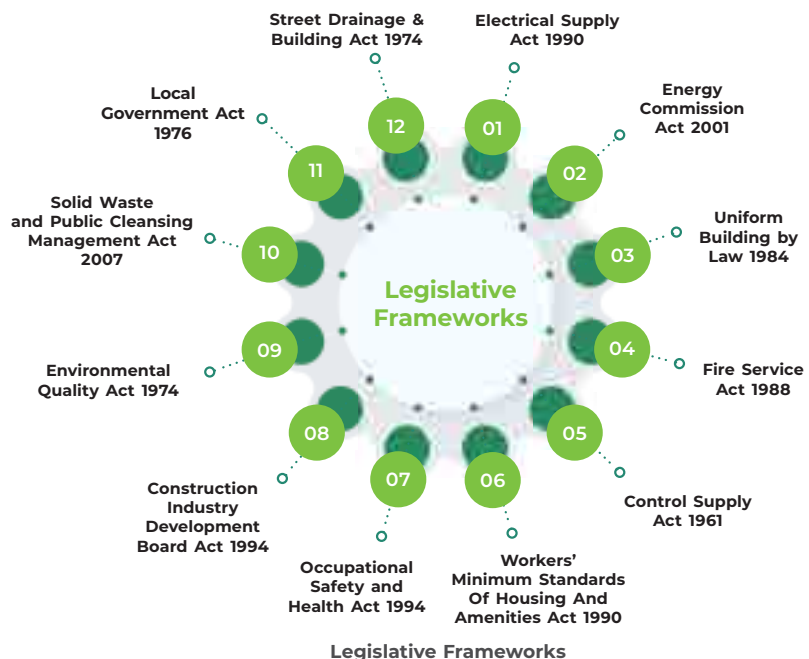 Street Drainage &
Building Act 1974
Electrical Supply
Act 1990
Local
Government Act
1976
12
01
Energy
Commission
Act 2001
11
02
Solid Waste
and Public Cleansing
Management Act
2007
10
03
Uniform
Building by
Law 1984
Legislative
Frameworks
09
04
Environmental
Quality Act 1974
Fire Service
Act 1988
08
05
07
06
Construction
Industry
Development
Board Act 1994
Control Supply
Act 1961
Occupational
Safety and
Health Act 1994
Workers'
Minimum Standards
Of Housing And
Amenities Act 1990
Legislative Frameworks